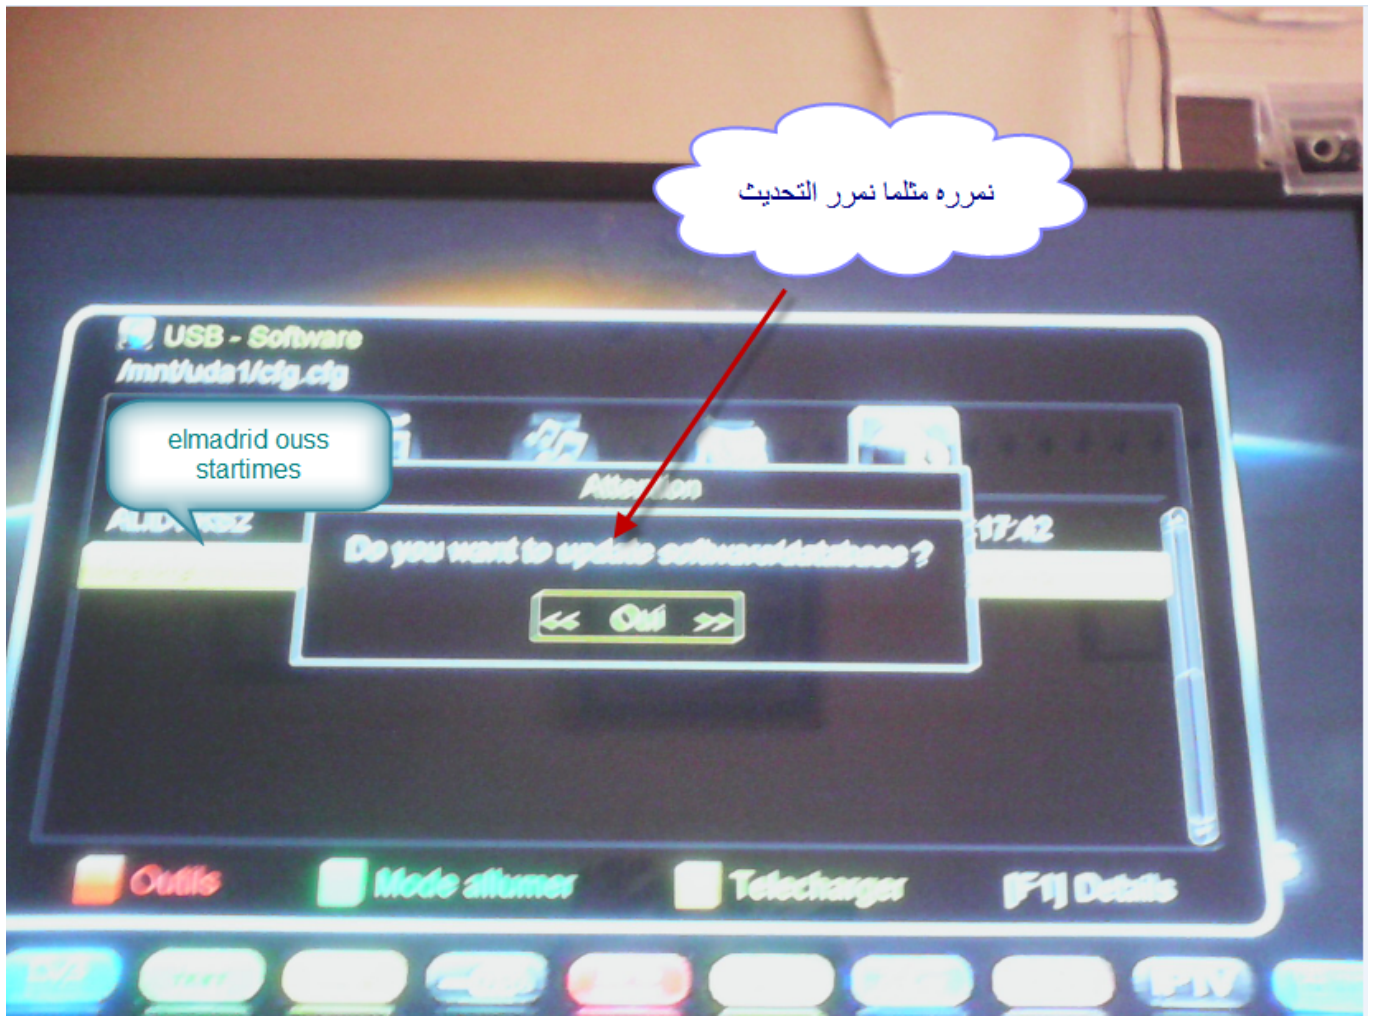 نمرره مثلما نمرر التحديث
USB - Software
/mnt/uda1/cfg.cfg
elmadrid ouss
startimes
Attention
17:42
Do you want to update software/database ?
<< Oui >>
Outils
Mode allumer
Telecharger
[F1] Details
IPTV